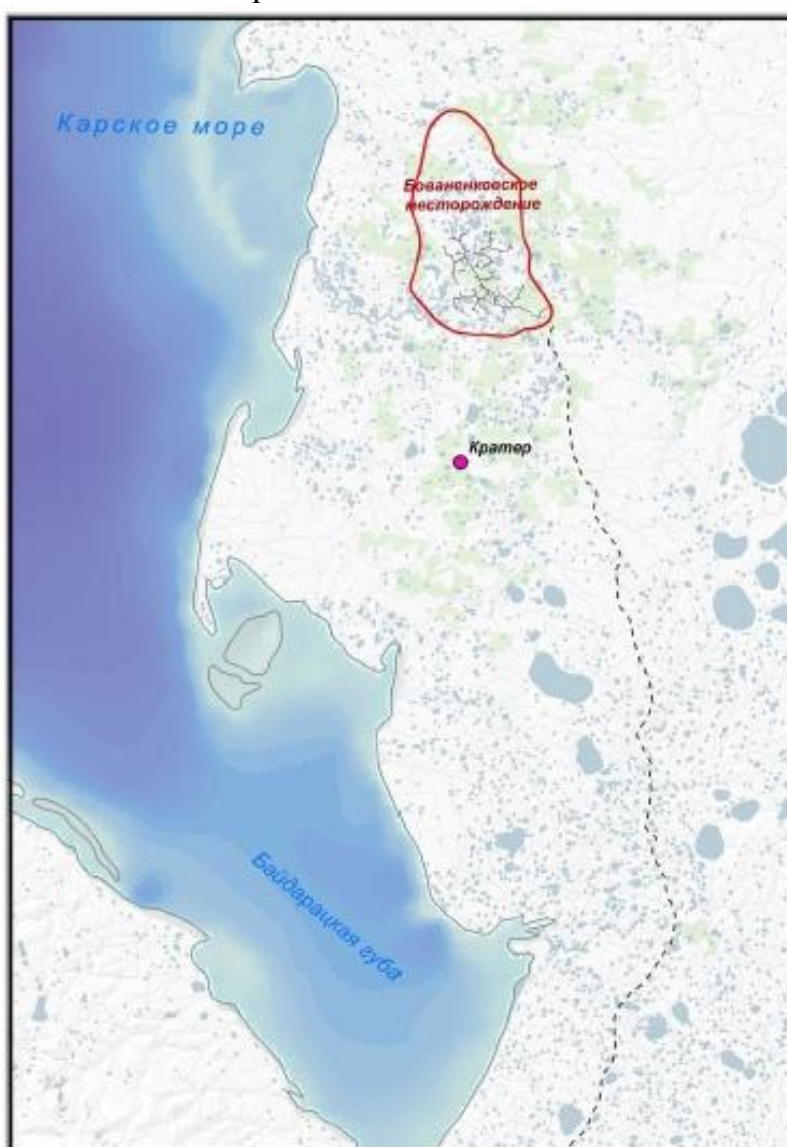 Карское море
Бованенковское
месторождение
Кратер
Байдарацкая губа